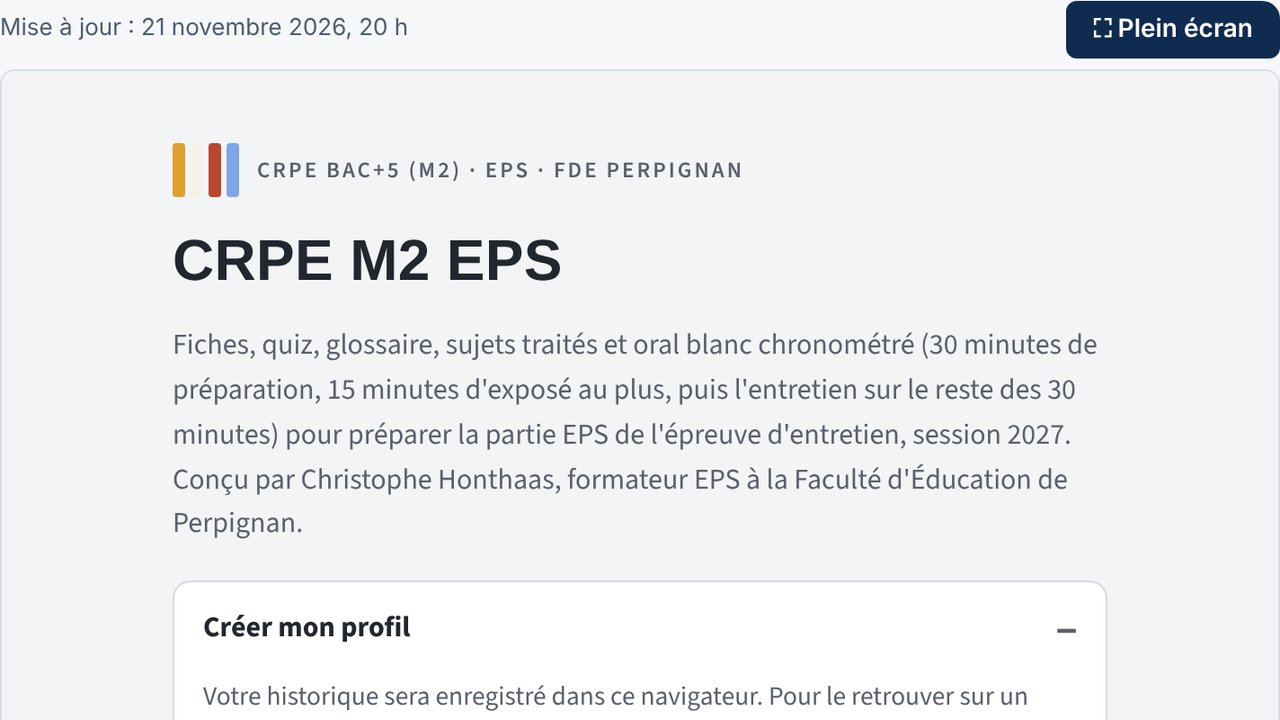 Mise à jour : 21 novembre 2026, 20 h
Plein écran
CRPE BAC+5 (M2) · EPS · FDE PERPIGNAN
CRPE M2 EPS
Fiches, quiz, glossaire, sujets traités et oral blanc chronométré (30 minutes de
préparation, 15 minutes d'exposé au plus, puis l'entretien sur le reste des 30
minutes) pour préparer la partie EPS de l'épreuve d'entretien, session 2027.
Conçu par Christophe Honthaas, formateur EPS à la Faculté d'Éducation de
Perpignan.
Créer mon profil
Votre historique sera enregistré dans ce navigateur. Pour le retrouver sur un